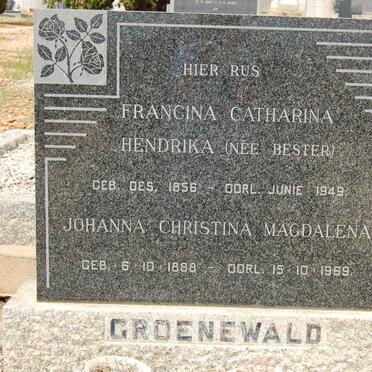 HIER RUS
FRANCINA CATHARINA
HENDRIKA (NÉE BESTER)
GEB. DES. 1856 - OORL. JUNIE 1949.
JOHANNA CHRISTINA MAGDALENA
GEB. 6-10-1888 - OORL. 15-10-1969.
GROENEWALD